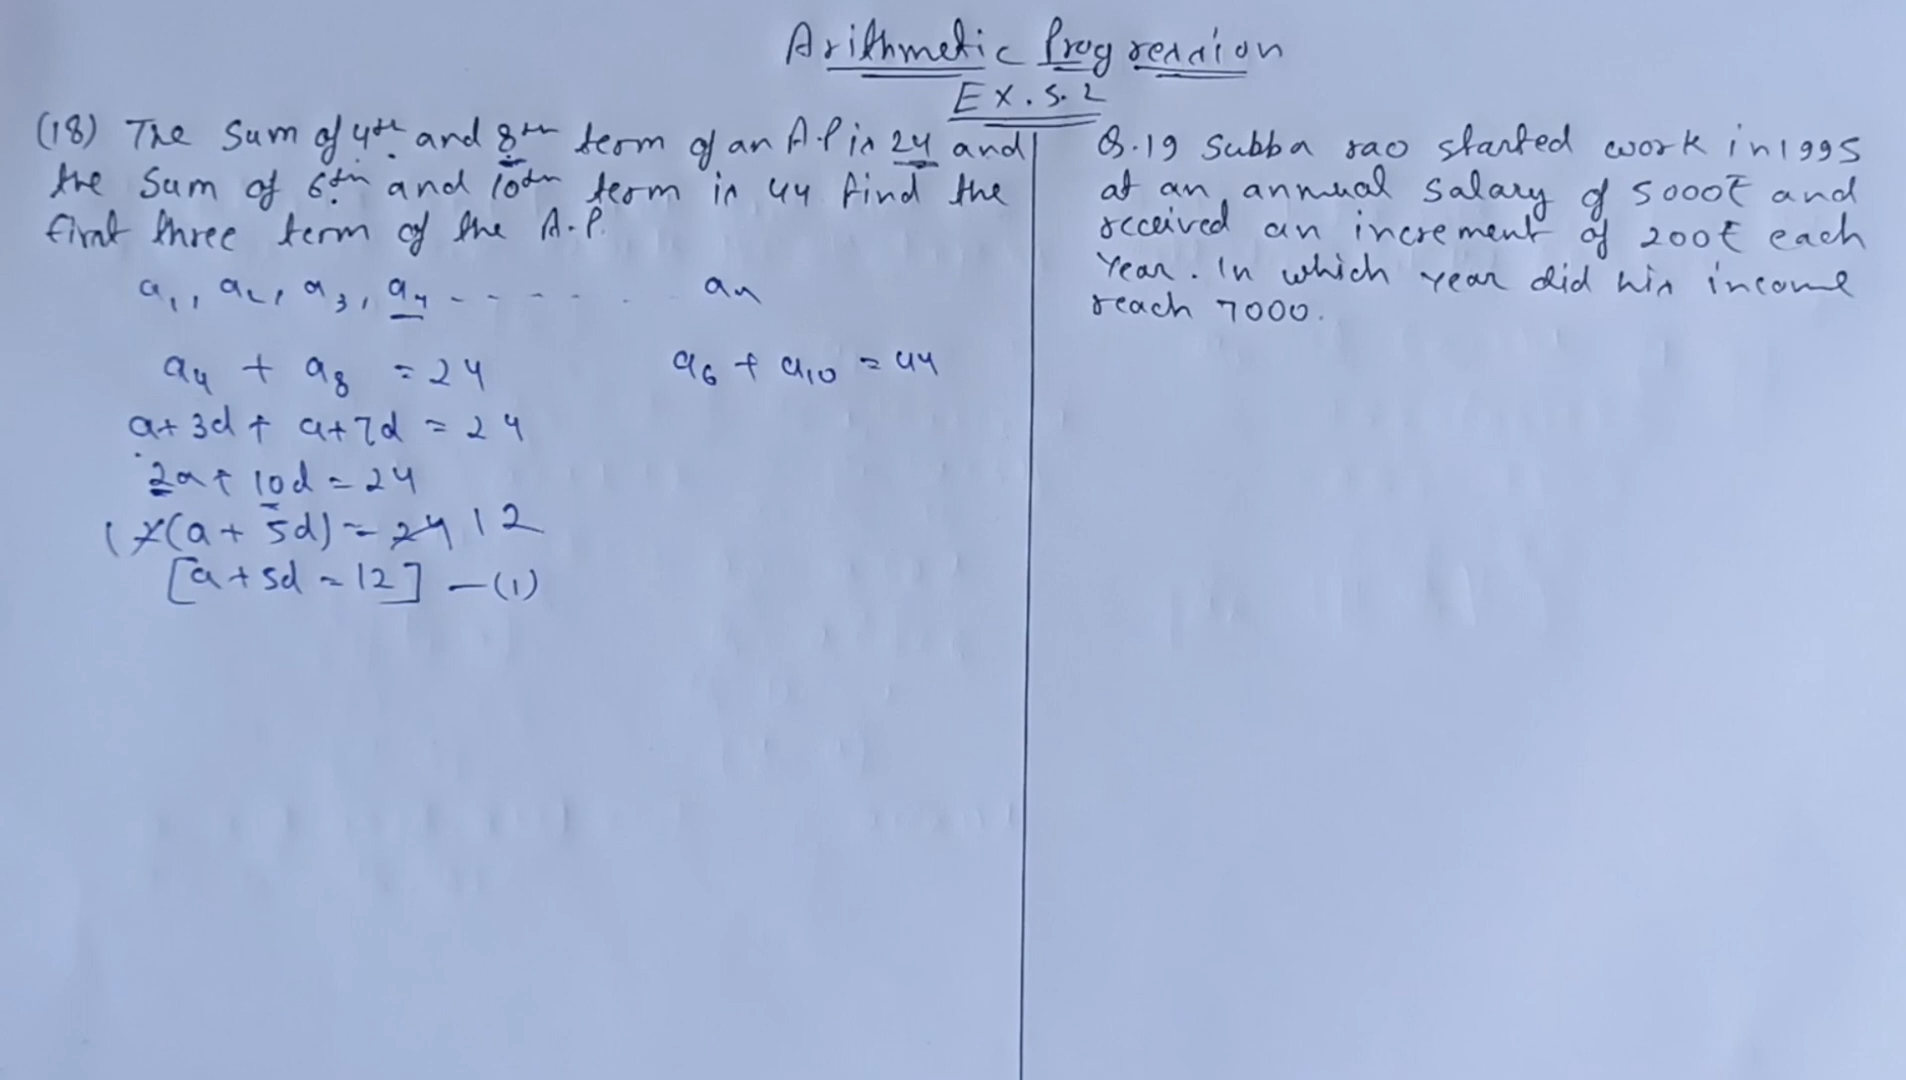 Arithmetic Progression
Ex. 5.2
(18) The Sum of 4th and 8th term of an A.P is 24 and
the Sum of 6th and 10th term is 44 find the
first three term of the A.P.
a1, a2, a3, a4 - - - - - - an
a4 + a8 = 24
a6 + a10 = 44
a+3d + a+7d = 24
2a + 10d = 24
1 2(a + 5d) = 24 12
[a + 5d = 12] — (1)
Q.19 Subba rao started work in 1995
at an annual salary of 5000₹ and
received an increment of 200₹ each
Year. In which year did his income
reach 7000.